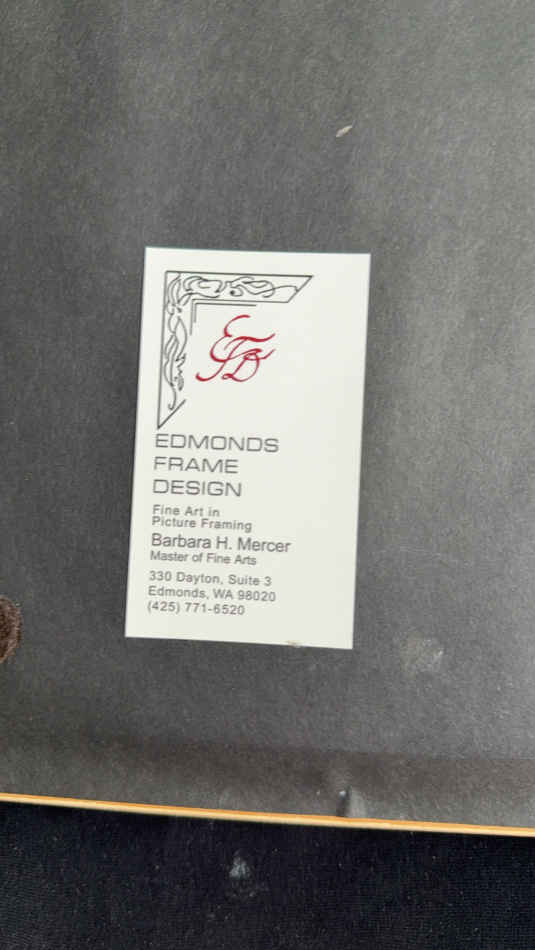 EFD
EDMONDS
FRAME
DESIGN
Fine Art in
Picture Framing
Barbara H. Mercer
Master of Fine Arts
330 Dayton, Suite 3
Edmonds, WA 98020
(425) 771-6520